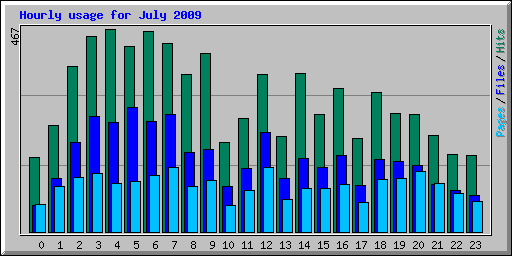 Hourly usage for July 2009
467
Pages/Files/Hits
0 1 2 3 4 5 6 7 8 9 10 11 12 13 14 15 16 17 18 19 20 21 22 23